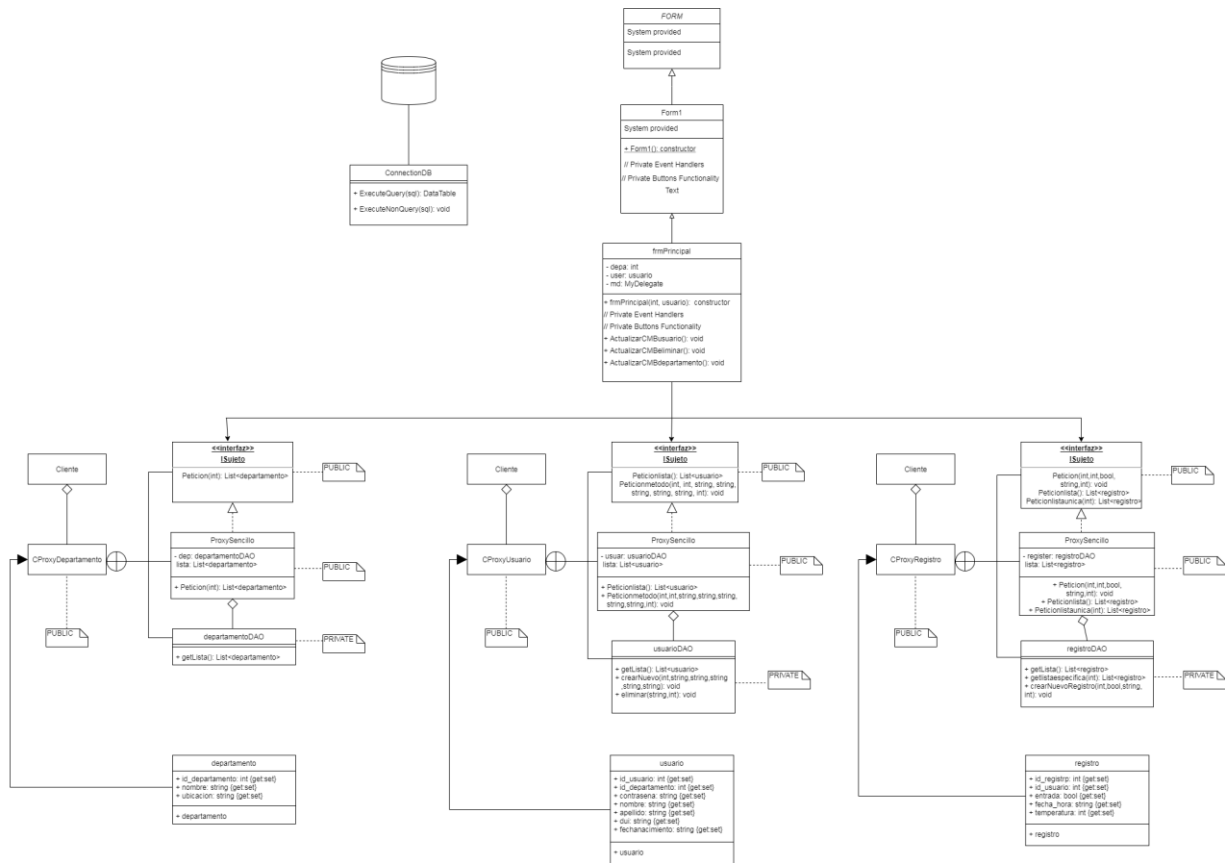 FORM
System provided
System provided
Form1
System provided
+ Form1(): constructor
// Private Event Handlers
// Private Buttons Functionality
Text
ConnectionDB
+ ExecuteQuery(sql): DataTable
+ ExecuteNonQuery(sql): void
frmPrincipal
- depa: int
- user: usuario
- md: MyDelegate
+ frmPrincipal(int, usuario): constructor
// Private Event Handlers
// Private Buttons Functionality
+ ActualizarCMBusuario(): void
+ ActualizarCMBeliminar(): void
+ ActualizarCMBdepartamento(): void
Cliente
<<interfaz>>
ISujeto
Peticion(int): List<departamento>
PUBLIC
CProxyDepartamento
ProxySencillo
- dep: departamentoDAO
lista: List<departamento>
+ Peticion(int): List<departamento>
PUBLIC
PUBLIC
departamentoDAO
+ getLista(): List<departamento>
PRIVATE
departamento
+ id_departamento: int {get:set}
+ nombre: string {get:set}
+ ubicacion: string {get:set}
+ departamento
Cliente
<<interfaz>>
ISujeto
Peticionlista(): List<usuario>
Peticionmetodo(int, int, string, string,
string, string, string, int): void
PUBLIC
CProxyUsuario
ProxySencillo
- usuar: usuarioDAO
lista: List<usuario>
+ Peticionlista(): List<usuario>
+ Peticionmetodo(int,int,string,string,string,
string,string,int): void
PUBLIC
PUBLIC
usuarioDAO
+ getLista(): List<usuario>
+ crearNuevo(int,string,string,string
,string,string): void
+ eliminar(string,int): void
PRIVATE
usuario
+ id_usuario: int {get:set}
+ id_departamento: int {get:set}
+ contrasena: string {get:set}
+ nombre: string {get:set}
+ apellido: string {get:set}
+ dui: string {get:set}
+ fechanacimiento: string {get:set}
+ usuario
Cliente
<<interfaz>>
ISujeto
Peticion(int,int,bool,
string,int): void
Peticionlista(): List<registro>
Peticionlistaunica(int): List<registro>
PUBLIC
CProxyRegistro
ProxySencillo
- register: registroDAO
lista: List<registro>
+ Peticion(int,int,bool,
string,int): void
+ Peticionlista(): List<registro>
+ Peticionlistaunica(int): List<registro>
PUBLIC
PUBLIC
registroDAO
+ getLista(): List<registro>
+ getlistaespecifica(int): List<registro>
+ crearNuevoRegistro(int,bool,string,
int): void
PRIVATE
registro
+ id_registrp: int {get:set}
+ id_usuario: int {get:set}
+ entrada: bool {get:set}
+ fecha_hora: string {get:set}
+ temperatura: int {get:set}
+ registro